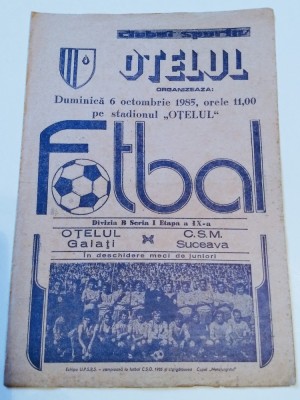 clubul sportiv
OȚELUL
ORGANIZEAZĂ:
Duminică 6 octombrie 1985, orele 11,00
pe stadionul „OȚELUL“
Fotbal
Divizia B Seria I Etapa a IX-a
OȚELUL C.S.M.
Galați × Suceava
În deschidere meci de juniori